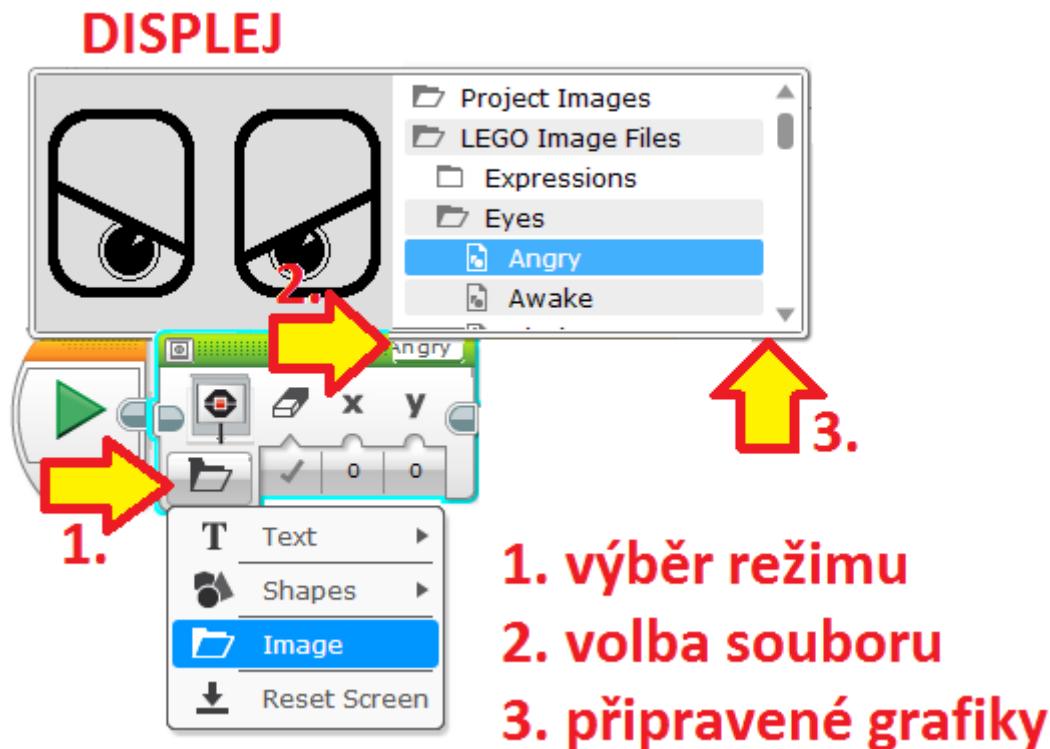 DISPLEJ
Project Images
LEGO Image Files
Expressions
Eyes
Angry
Awake
2.
Angry
x y
0 0
3.
1.
T Text
Shapes
Image
Reset Screen
1. výběr režimu
2. volba souboru
3. připravené grafiky